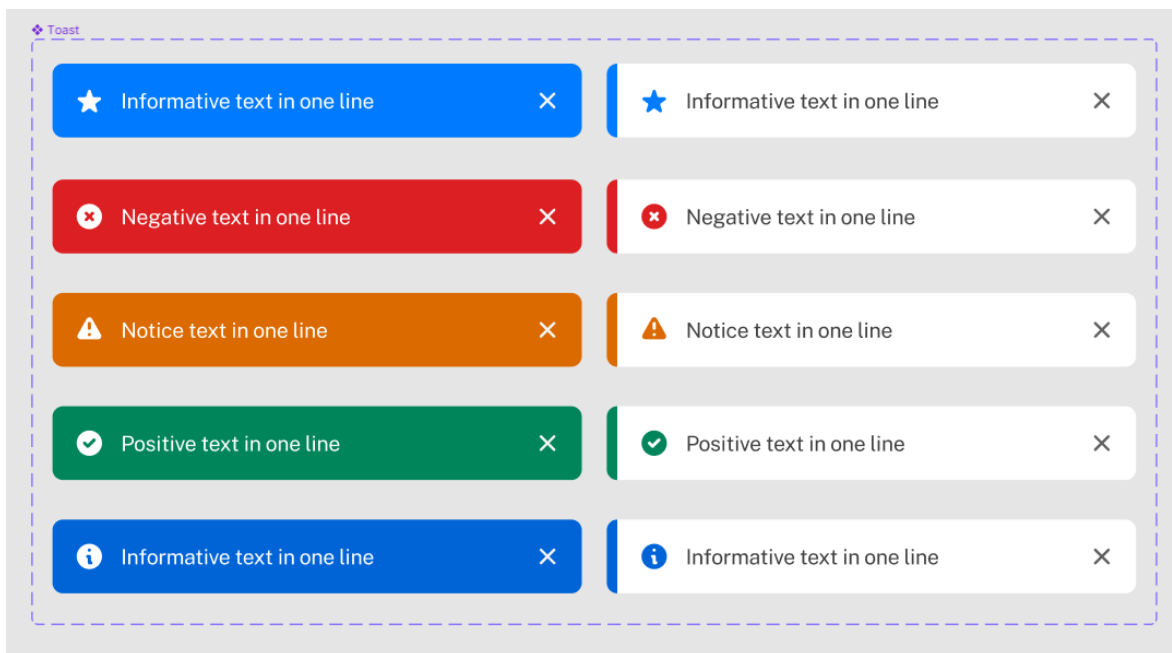 Toast
Informative text in one line
Informative text in one line
Negative text in one line
Negative text in one line
Notice text in one line
Notice text in one line
Positive text in one line
Positive text in one line
Informative text in one line
Informative text in one line